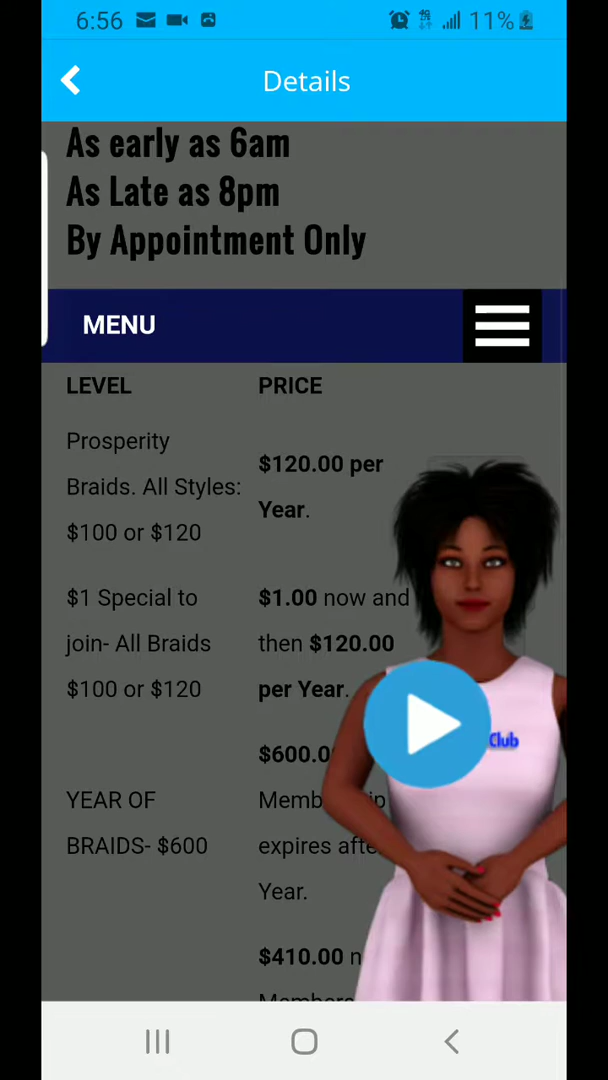 6:56
11%
Details
As early as 6am
As Late as 8pm
By Appointment Only
MENU
LEVEL PRICE
Prosperity
Braids. All Styles:
$100 or $120
$120.00 per
Year.
$1 Special to
join- All Braids
$100 or $120
$1.00 now and
then $120.00
per Year.
YEAR OF
BRAIDS- $600
expires
Year.
$410.00
Club